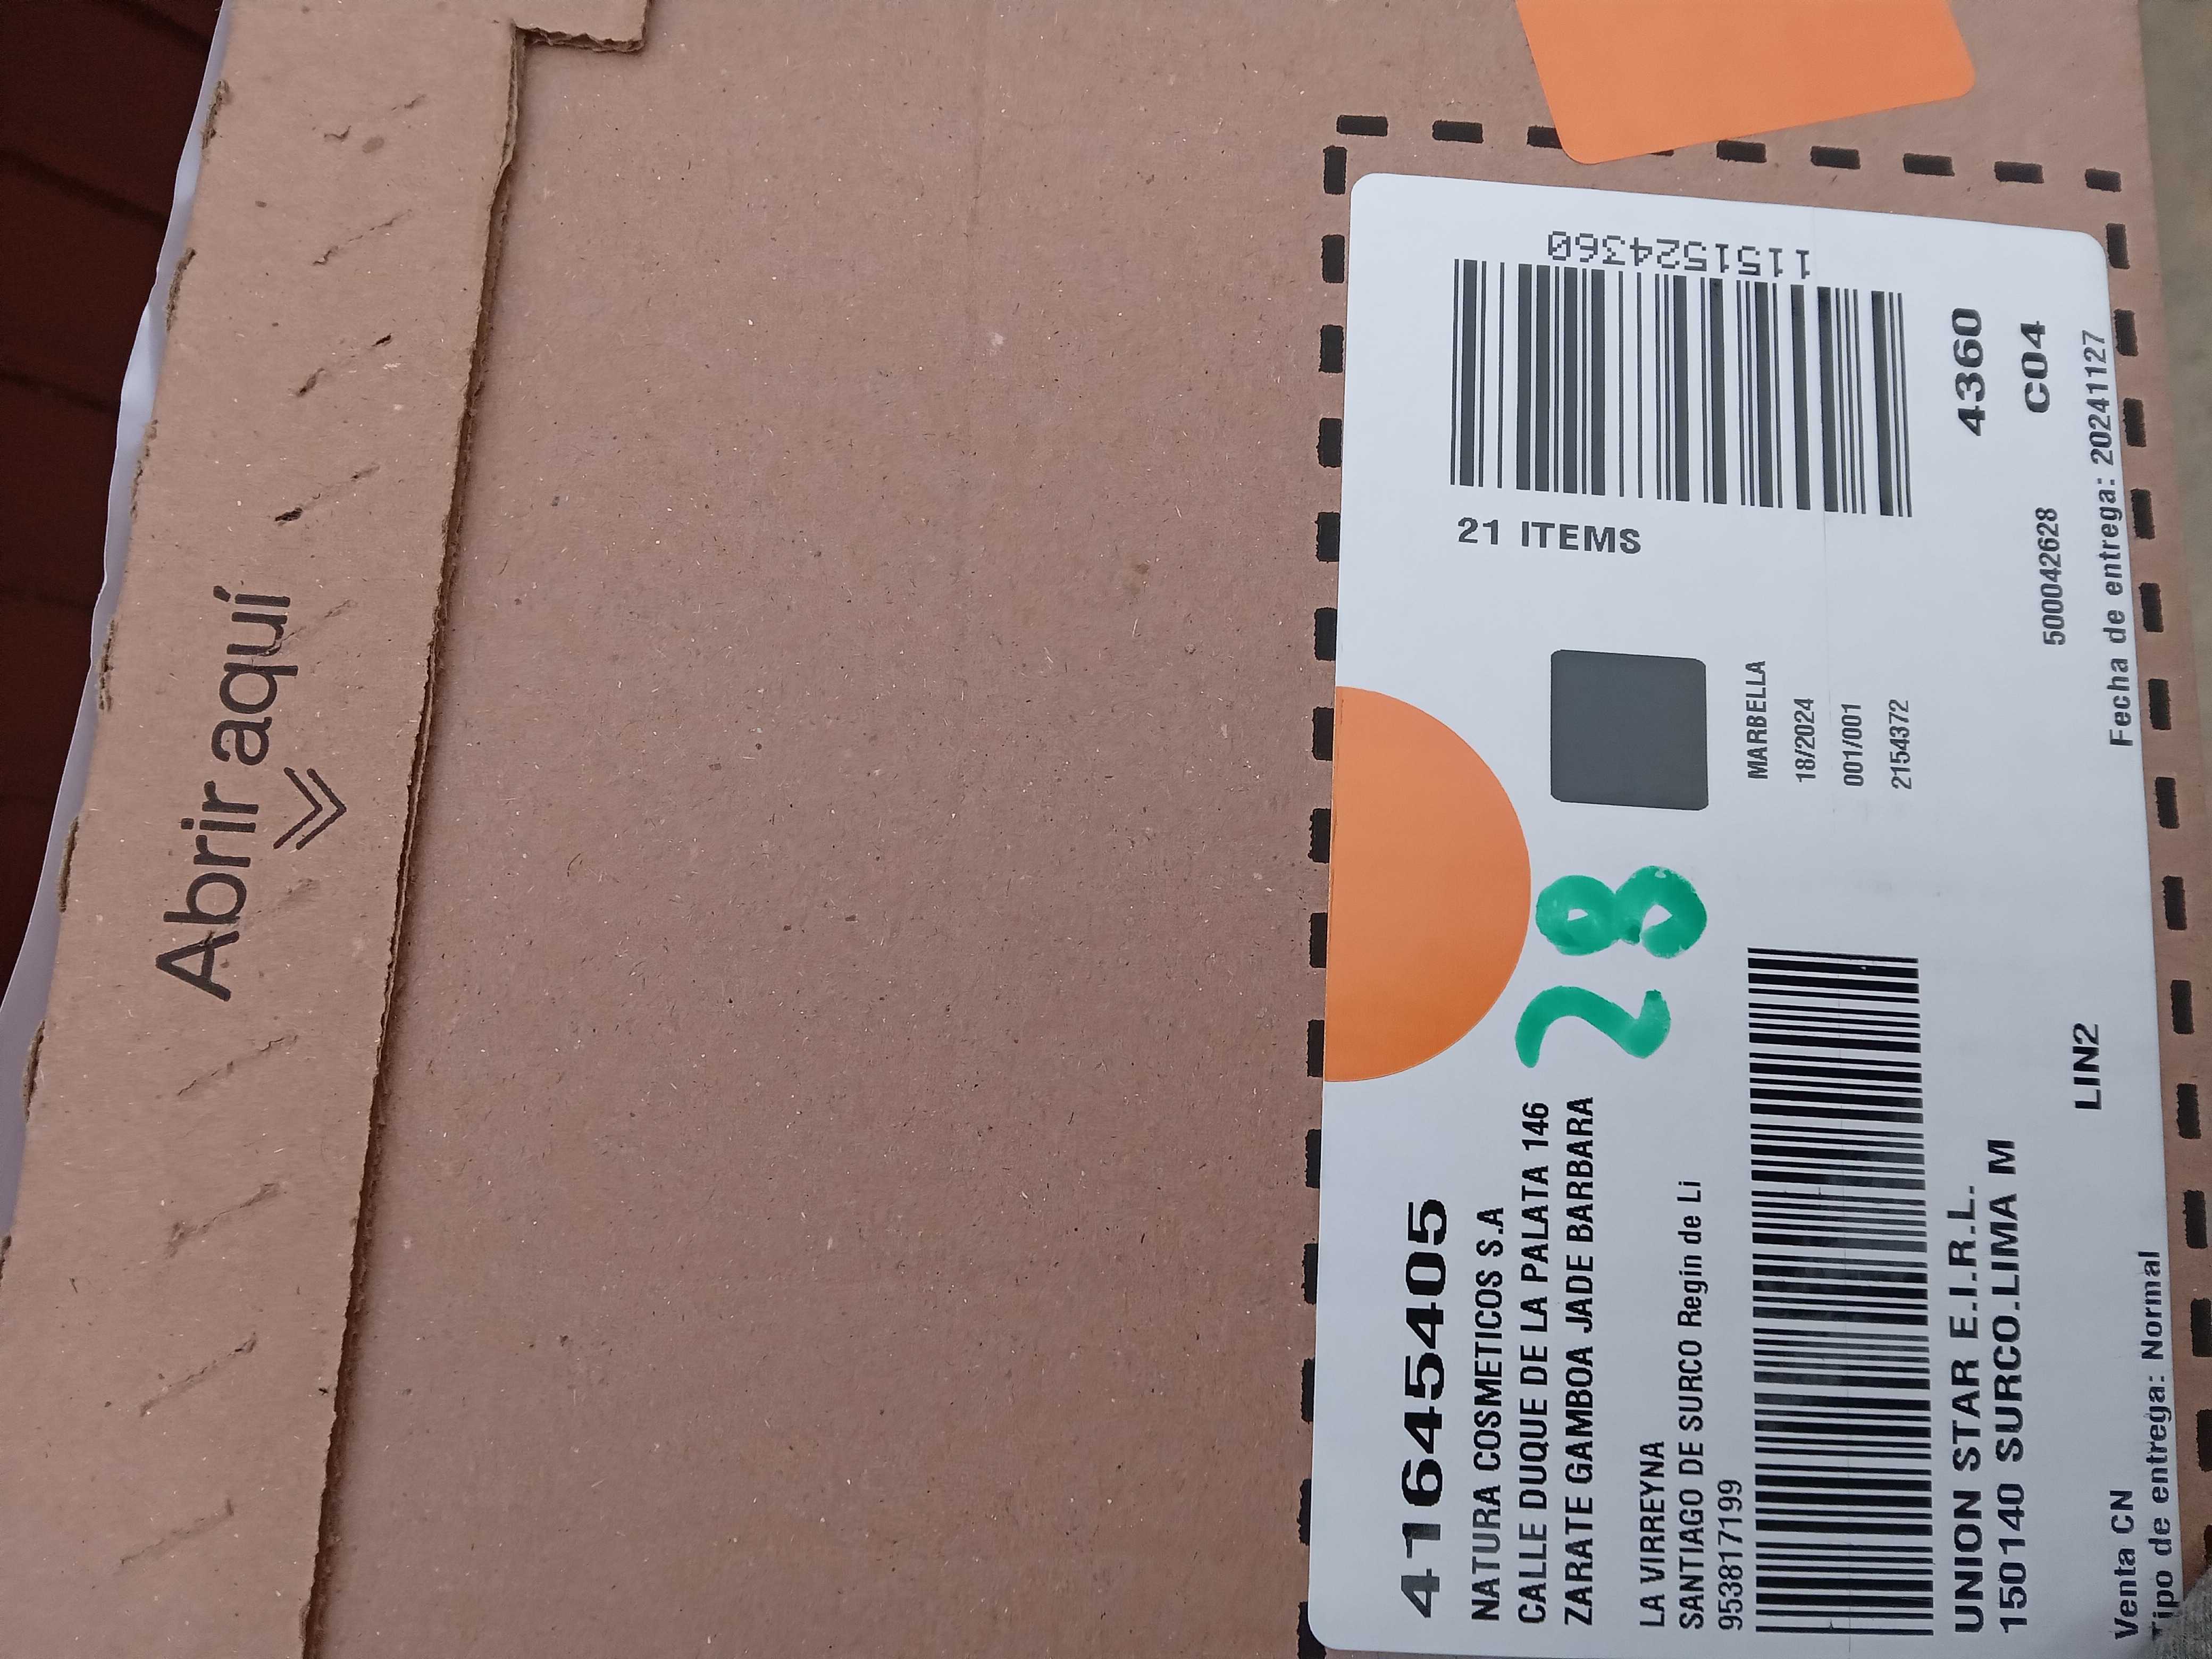 Abrir aquí
41645405
NATURA COSMETICOS S.A
CALLE DUQUE DE LA PALATA 146
ZARATE GAMBOA JADE BARBARA
28
LA VIRREYNA
SANTIAGO DE SURCO Regin de Li
953817199
UNION STAR E.I.R.L.
150140 SURCO.LIMA M
LIN2
Venta CN
Tipo de entrega: Normal
21 ITEMS
1151524360
MARBELLA
18/2024
001/001
2154372
4360
C04
500042628
Fecha de entrega: 20241127